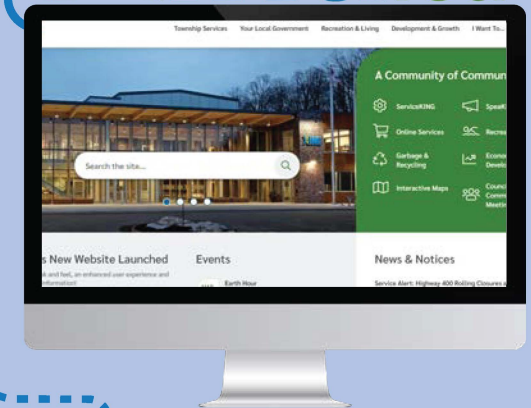 Township Services Your Local Government Recreation & Living Development & Growth I Want To...
A Community of Commun
ServiceKING
SpeaK
Online Services
Recrea
Garbage &
Recycling
Econo
Develo
Interactive Maps
Counc
Comm
Meetin
Search the site...
s New Website Launched
k and feel, an enhanced user experience and
information!
Events
Earth Hour
News & Notices
Service Alert: Highway 400 Rolling Closures a